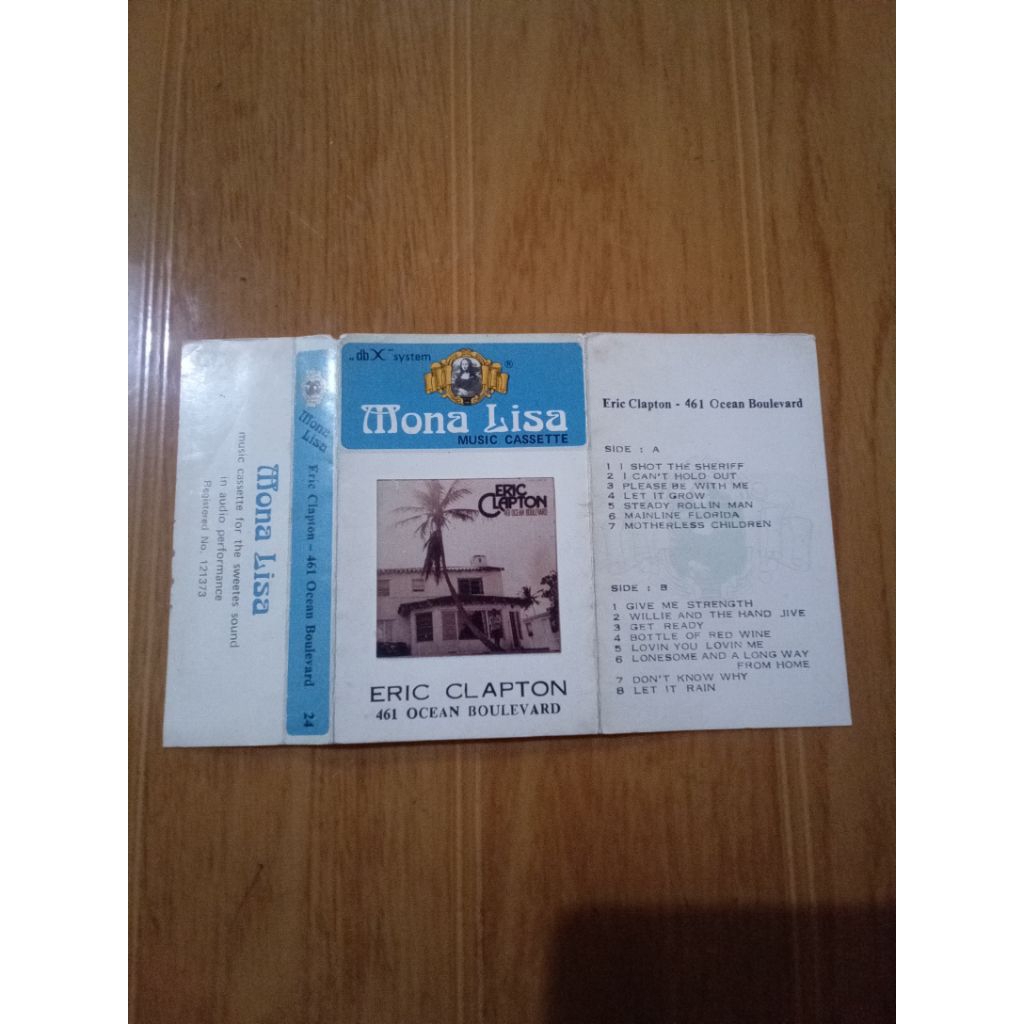 Mona Lisa
music cassette for the sweetes sound
in audio performance
Registered No. 121373
Mona
Lisa
Eric Clapton - 461 Ocean Boulevard
24
„dbX" system
®
Mona Lisa
MUSIC CASSETTE
ERIC
CLAPTON
461 OCEAN BOULEVARD
ERIC CLAPTON
461 OCEAN BOULEVARD
Eric Clapton - 461 Ocean Boulevard
SIDE : A
1 I SHOT THE SHERIFF
2 I CAN'T HOLD OUT
3 PLEASE BE WITH ME
4 LET IT GROW
5 STEADY ROLLIN MAN
6 MAINLINE FLORIDA
7 MOTHERLESS CHILDREN
SIDE : B
1 GIVE ME STRENGTH
2 WILLIE AND THE HAND JIVE
3 GET READY
4 BOTTLE OF RED WINE
5 LOVIN YOU LOVIN ME
6 LONESOME AND A LONG WAY
FROM HOME
7 DON'T KNOW WHY
8 LET IT RAIN